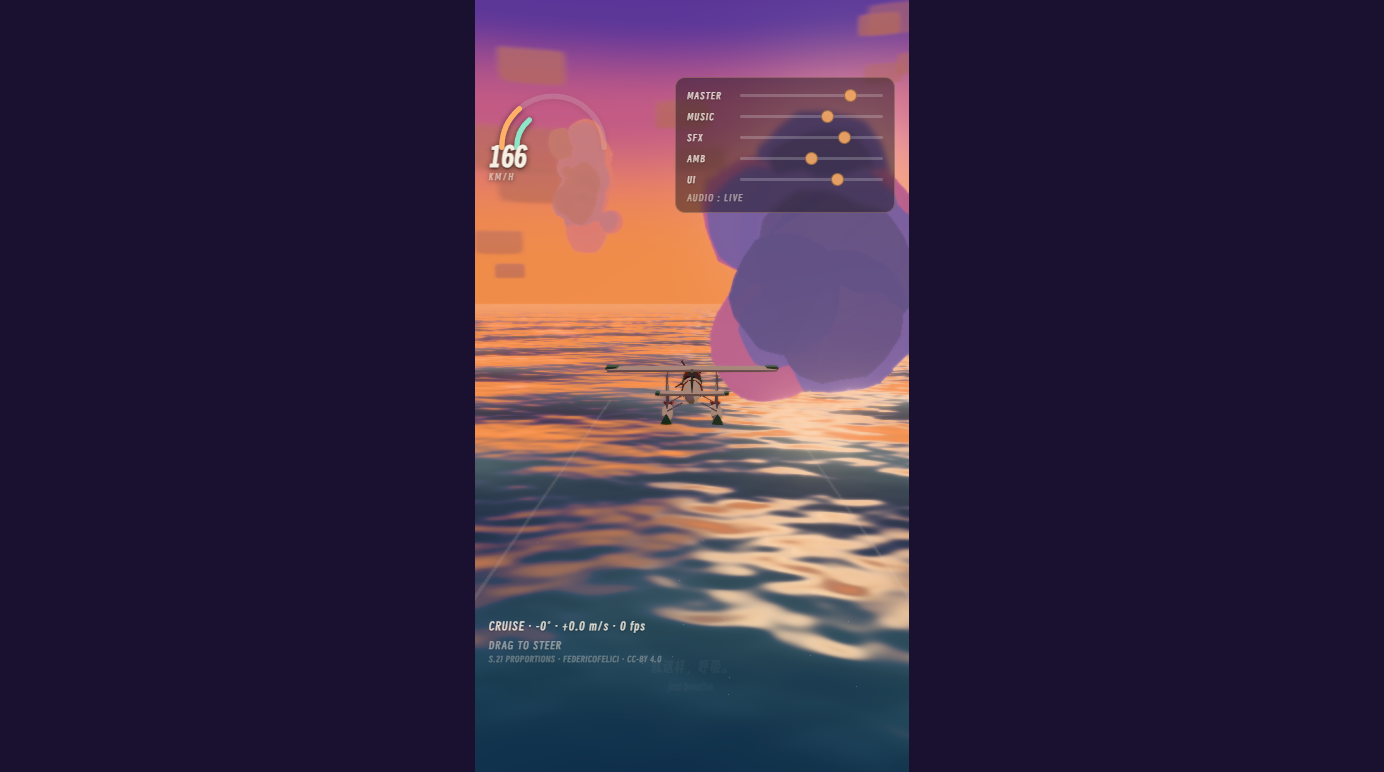 MASTER
MUSIC
SFX
AMB
UI
AUDIO : LIVE
166
KM/H
CRUISE · -0° · +0.0 m/s · 0 fps
DRAG TO STEER
S.21 PROPORTIONS · FEDERICOFELICI · CC-BY 4.0